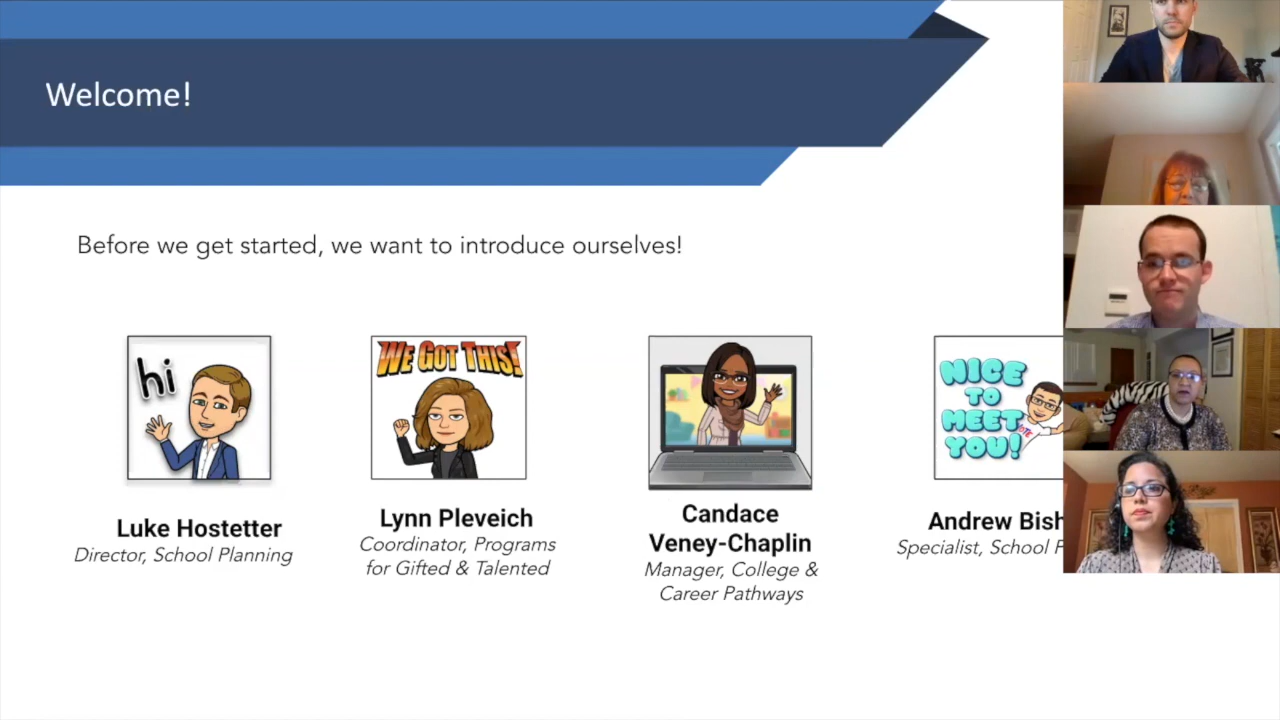 Welcome!
Before we get started, we want to introduce ourselves!
hi
WE GOT THIS!
NICE
TO
MEET
YOU!
Luke Hostetter
Director, School Planning
Lynn Pleveich
Coordinator, Programs
for Gifted & Talented
Candace
Veney-Chaplin
Manager, College &
Career Pathways
Andrew Bish
Specialist, School